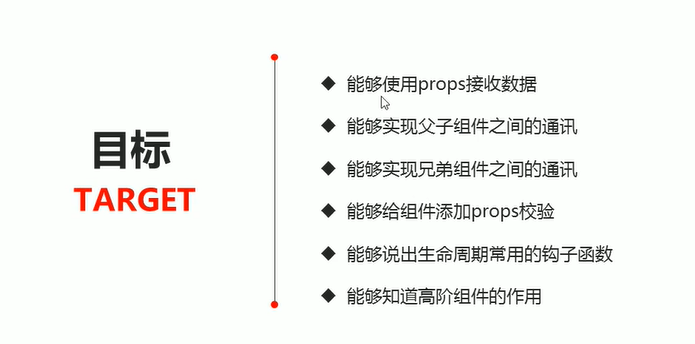 目标
TARGET
能够使用props接收数据
能够实现父子组件之间的通讯
能够实现兄弟组件之间的通讯
能够给组件添加props校验
能够说出生命周期常用的钩子函数
能够知道高阶组件的作用